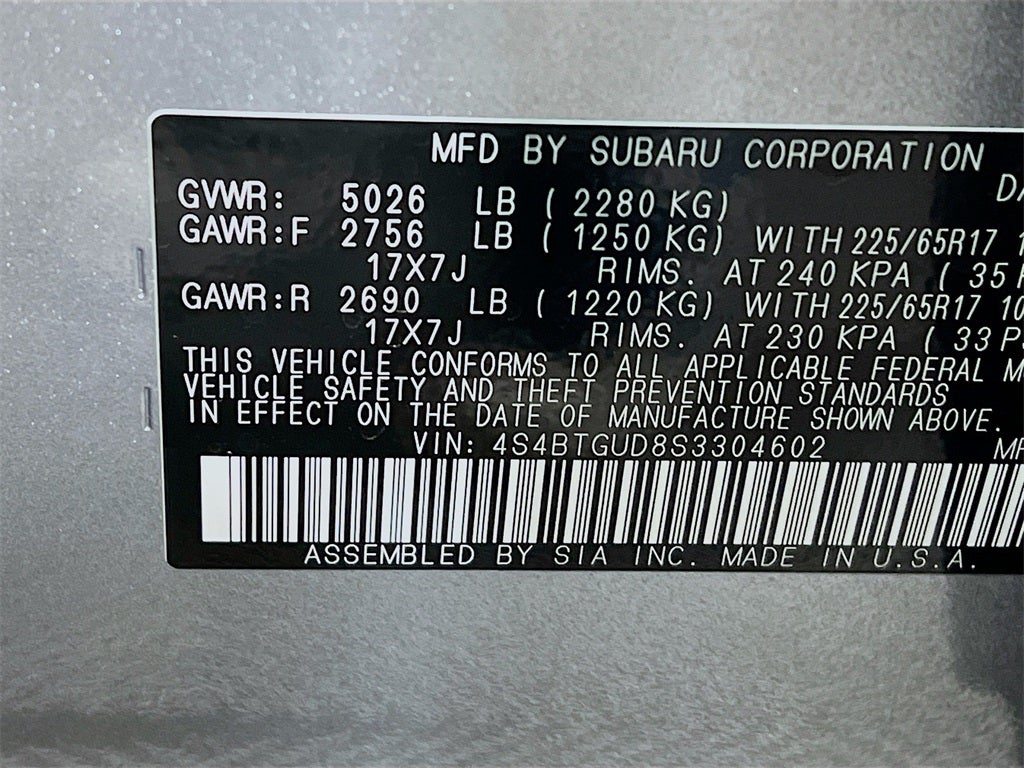 MFD BY SUBARU CORPORATION
GVWR: 5026 LB ( 2280 KG)
GAWR:F 2756 LB ( 1250 KG) WITH 225/65R17
17X7J RIMS. AT 240 KPA ( 35
GAWR:R 2690 LB ( 1220 KG) WITH 225/65R17 10
17X7J RIMS. AT 230 KPA ( 33
THIS VEHICLE CONFORMS TO ALL APPLICABLE FEDERAL
VEHICLE SAFETY AND THEFT PREVENTION STANDARDS
IN EFFECT ON THE DATE OF MANUFACTURE SHOWN ABOVE.
VIN: 4S4BTGUD8S3304602
ASSEMBLED BY SIA INC. MADE IN U.S.A.